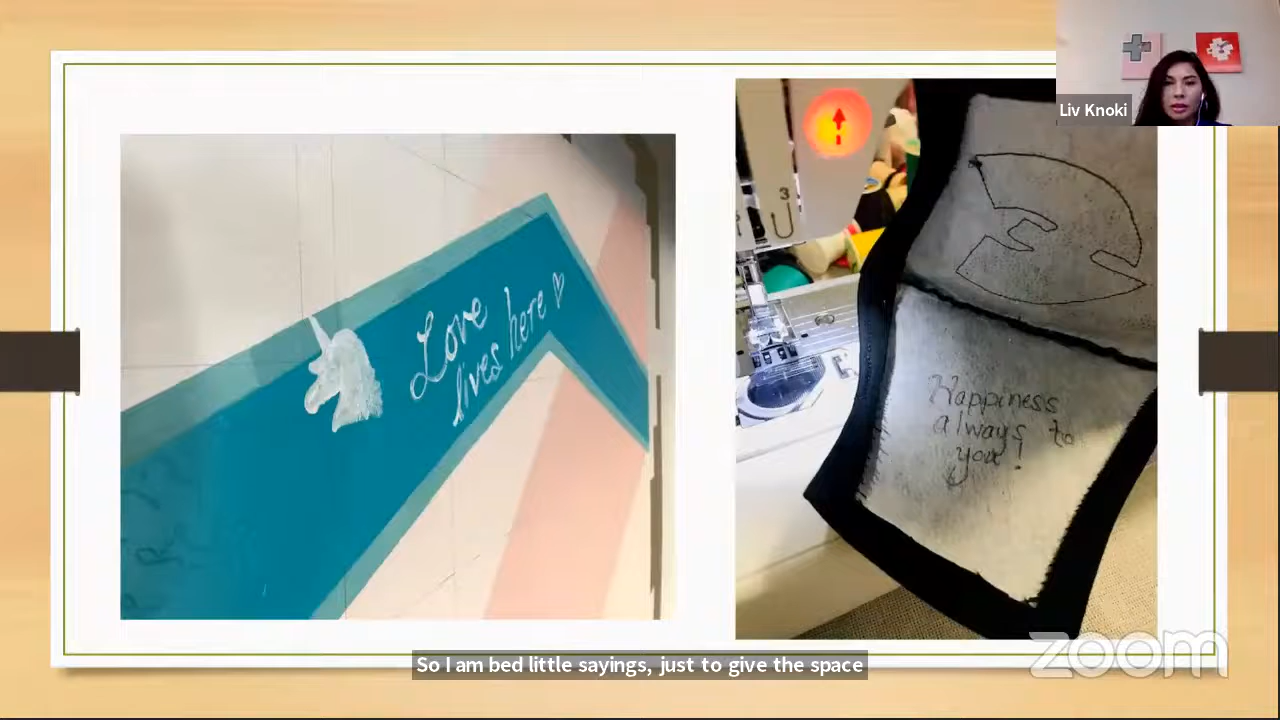 Liv Knoki
3
Love
lives here
Happiness
always to
you!
zoom
So I am bed little sayings, just to give the space